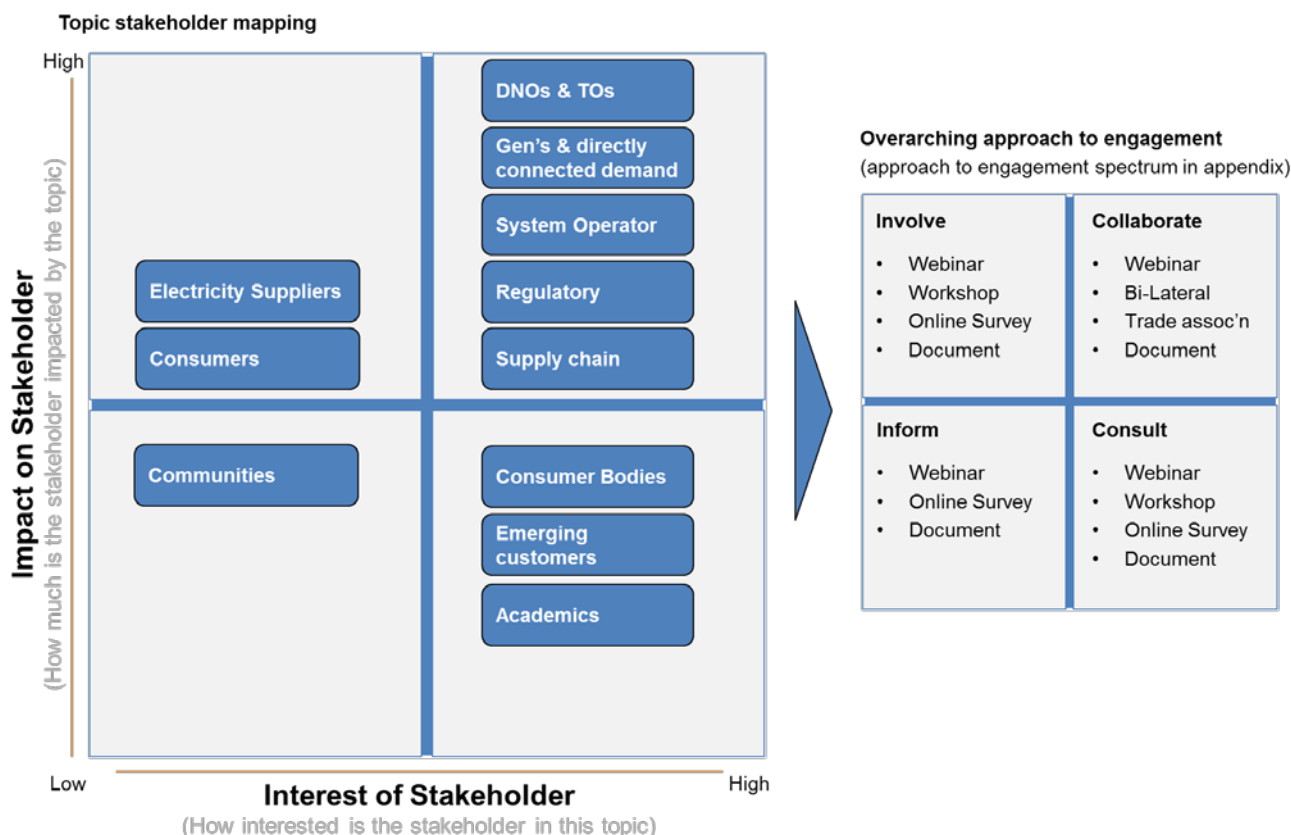 Topic stakeholder mapping
High
DNOs & TOs
Gen's & directly
connected demand
System Operator
Regulatory
Supply chain
Electricity Suppliers
Consumers
Communities
Consumer Bodies
Emerging
customers
Academics
Impact on Stakeholder
(How much is the stakeholder impacted by the topic)
Low
High
Interest of Stakeholder
(How interested is the stakeholder in this topic)
Overarching approach to engagement
(approach to engagement spectrum in appendix)
Involve
• Webinar
• Workshop
• Online Survey
• Document
Collaborate
• Webinar
• Bi-Lateral
• Trade assoc'n
• Document
Inform
• Webinar
• Online Survey
• Document
Consult
• Webinar
• Workshop
• Online Survey
• Document